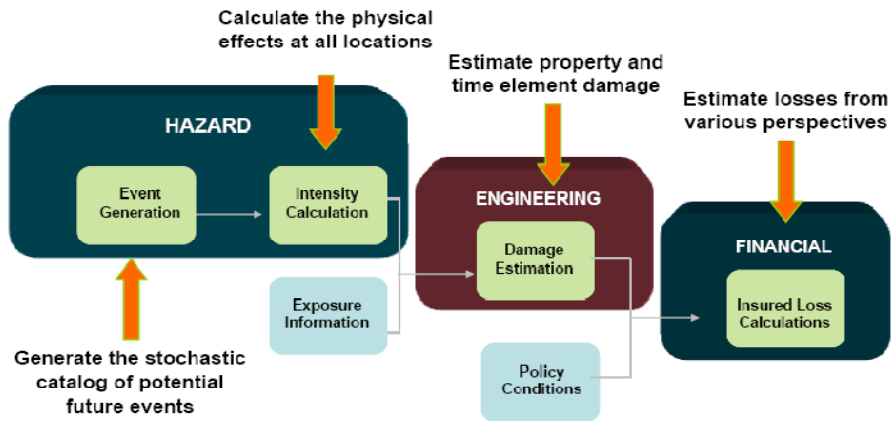 Calculate the physical
effects at all locations
Estimate property and
time element damage
Estimate losses from
various perspectives
HAZARD
Event
Generation
Intensity
Calculation
ENGINEERING
Damage
Estimation
FINANCIAL
Insured Loss
Calculations
Exposure
Information
Policy
Conditions
Generate the stochastic
catalog of potential
future events